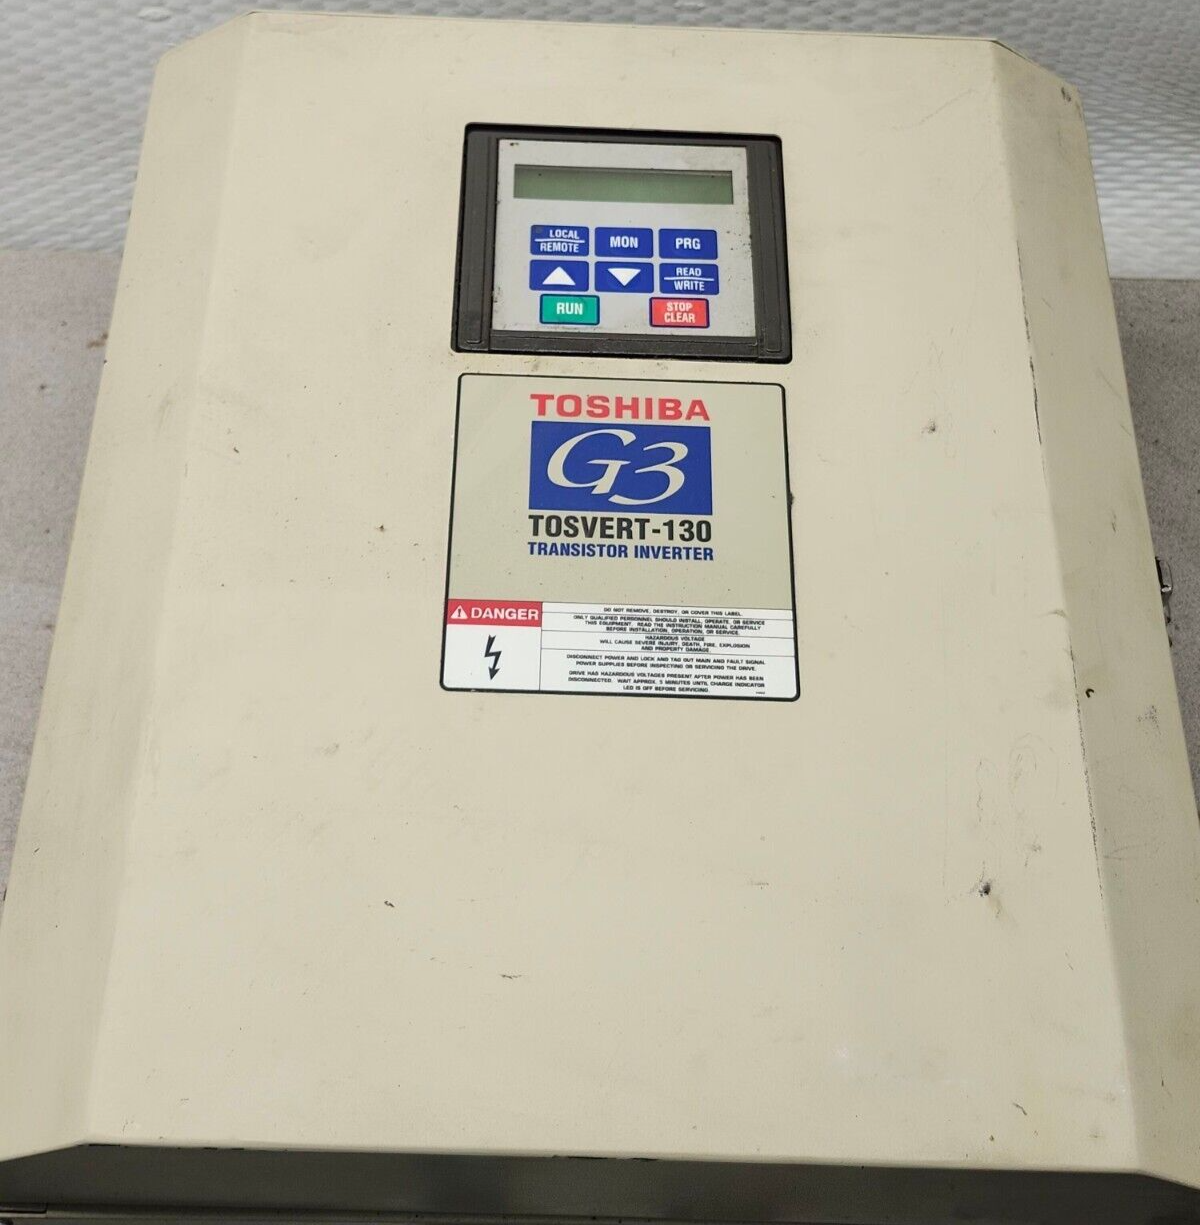 LOCAL
REMOTE
MON
PRG
READ
WRITE
RUN
STOP
CLEAR
TOSHIBA
G3
TOSVERT-130
TRANSISTOR INVERTER
DANGER
DO NOT REMOVE, DESTROY, OR COVER THIS LABEL.
ONLY QUALIFIED PERSONNEL SHOULD INSTALL, OPERATE, OR SERVICE
THIS EQUIPMENT. READ THE INSTRUCTION MANUAL CAREFULLY
BEFORE INSTALLATION, OPERATION, OR SERVICE.
HAZARDOUS VOLTAGE
WILL CAUSE SEVERE INJURY, DEATH, FIRE, EXPLOSION
AND PROPERTY DAMAGE.
DISCONNECT POWER AND LOCK AND TAG OUT MAIN AND FAULT SIGNAL
POWER SUPPLIES BEFORE INSPECTING OR SERVICING THE DRIVE.
DRIVE HAS HAZARDOUS VOLTAGES PRESENT AFTER POWER HAS BEEN
DISCONNECTED. WAIT APPROX. 5 MINUTES UNTIL CHARGE INDICATOR
LED IS OFF BEFORE SERVICING.